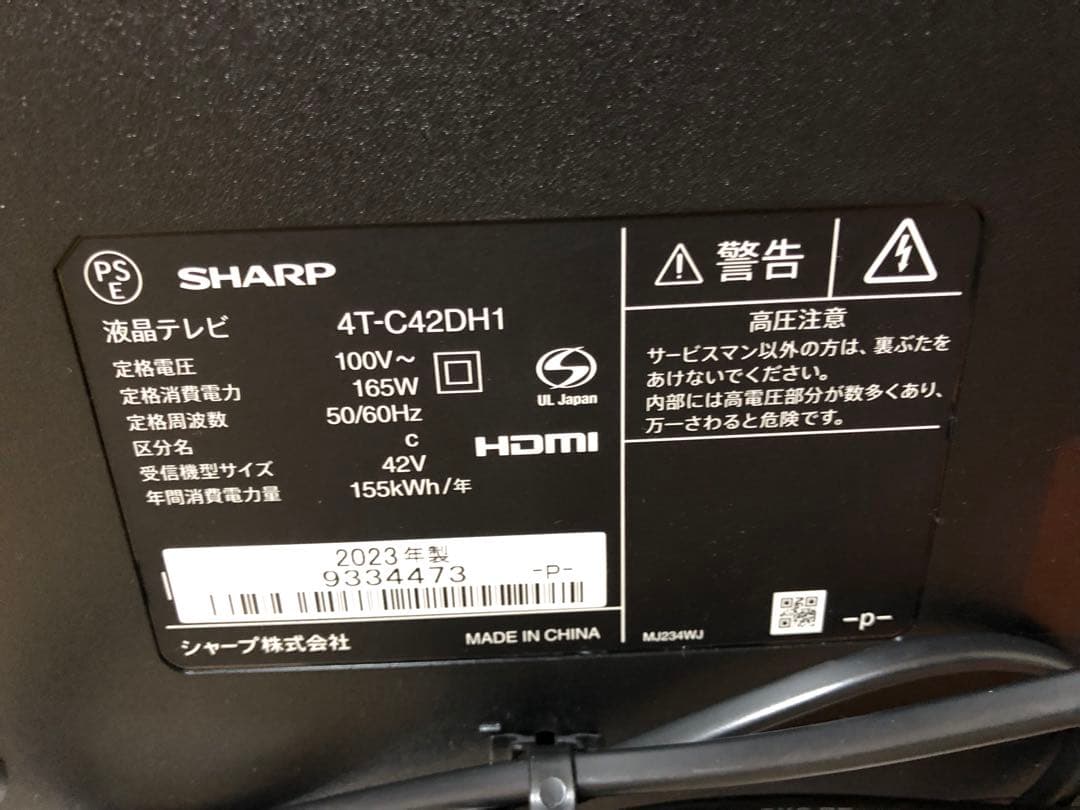 PS
E
SHARP
液晶テレビ 4T-C42DH1
定格電圧 100V～
定格消費電力 165W
定格周波数 50/60Hz
区分名 c
受信機型サイズ 42V
年間消費電力量 155kWh/年
UL Japan
HDMI
2023年製
9334473 -P-
シャープ株式会社 MADE IN CHINA
警告
高圧注意
サービスマン以外の方は、裏ぶたを
あけないでください。
内部には高電圧部分が数多くあり、
万一さわると危険です。
MJ234WJ -p-